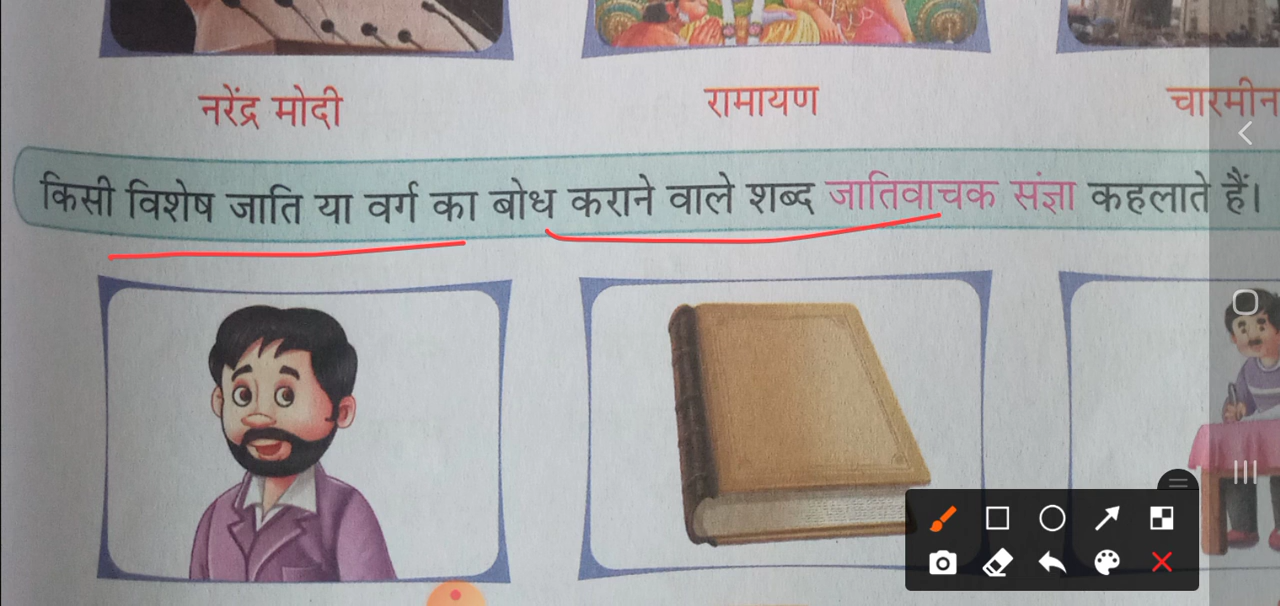 नरेंद्र मोदी रामायण चारमीन
किसी विशेष जाति या वर्ग का बोध कराने वाले शब्द जातिवाचक संज्ञा कहलाते हैं।